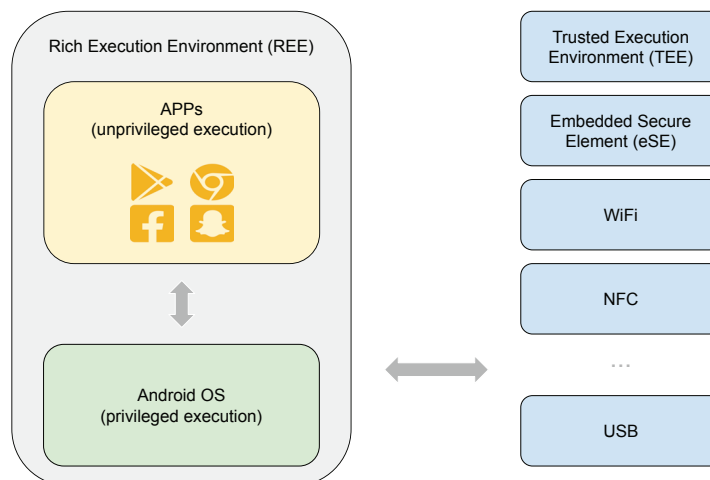 Rich Execution Environment (REE)
APPs
(unprivileged execution)
Android OS
(privileged execution)
Trusted Execution
Environment (TEE)
Embedded Secure
Element (eSE)
WiFi
NFC
...
USB